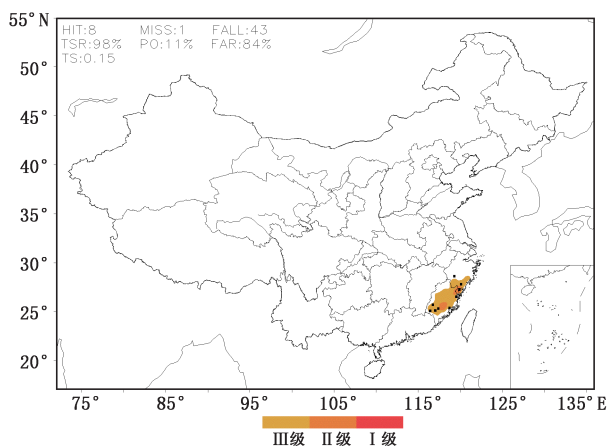 55°N
HIT:8 MISS:1 FALL:43
TSR:98% PO:11% FAR:84%
TS:0.15
50°
45°
40°
35°
30°
25°
20°
75° 85° 95° 105° 115° 125° 135° E
Ⅲ级 Ⅱ级 Ⅰ级